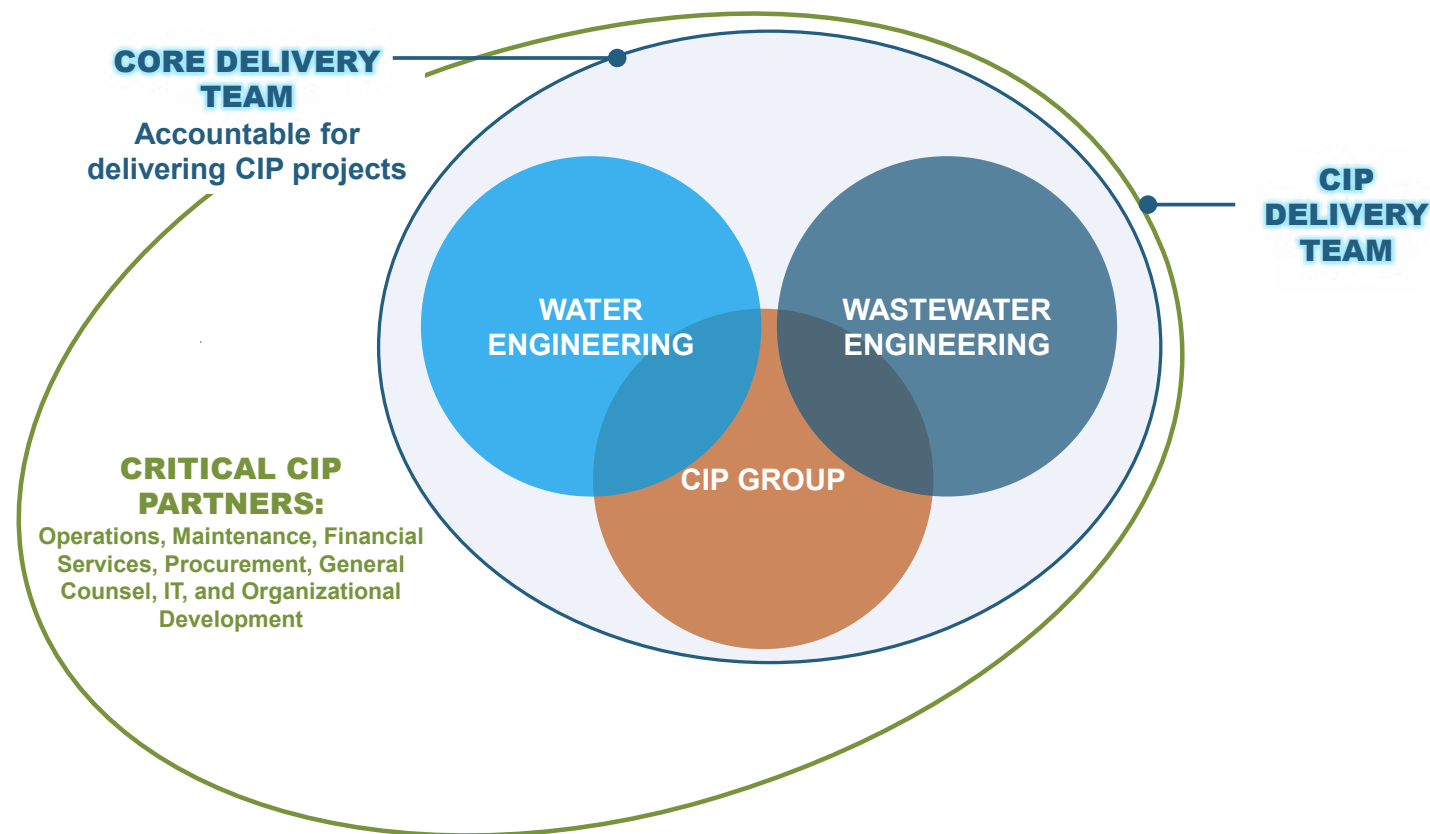 CORE DELIVERY
TEAM
Accountable for
delivering CIP projects
CIP
DELIVERY
TEAM
WATER
ENGINEERING
WASTEWATER
ENGINEERING
CIP GROUP
CRITICAL CIP
PARTNERS:
Operations, Maintenance, Financial
Services, Procurement, General
Counsel, IT, and Organizational
Development